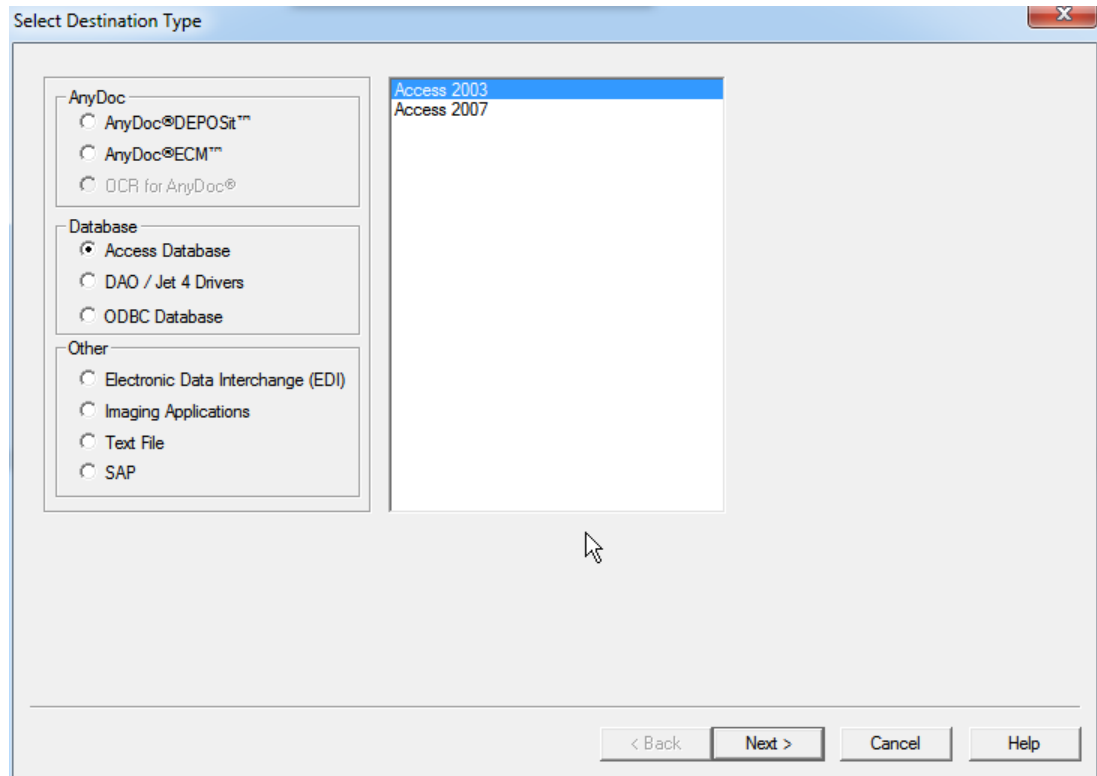 Select Destination Type
AnyDoc
AnyDoc®DEPOSit™
AnyDoc®ECM™
OCR for AnyDoc®
Database
Access Database
DAO / Jet 4 Drivers
ODBC Database
Other
Electronic Data Interchange (EDI)
Imaging Applications
Text File
SAP
Access 2003
Access 2007
< Back
Next >
Cancel
Help